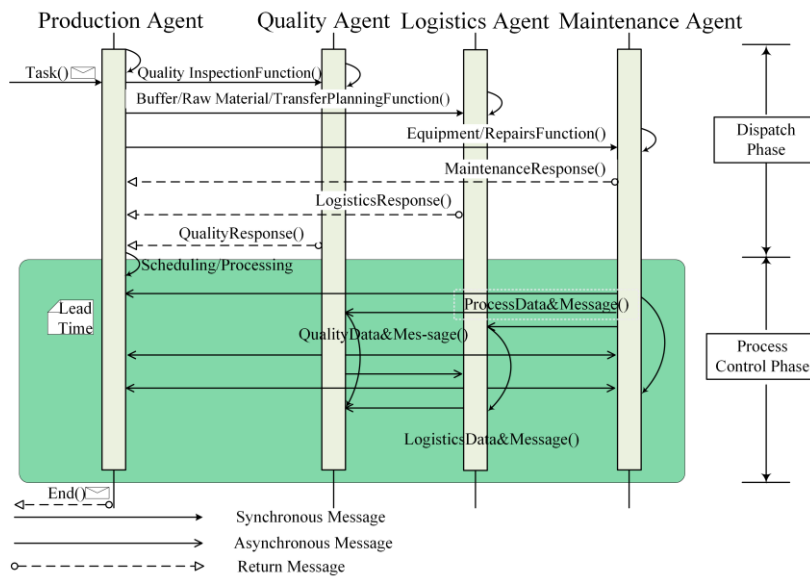 Production Agent Quality Agent Logistics Agent Maintenance Agent
Task() Quality InspectionFunction()
Buffer/Raw Material/TransferPlanningFunction()
Equipment/RepairsFunction()
Dispatch
Phase
MaintenanceResponse()
LogisticsResponse()
QualityResponse()
Scheduling/Processing
Lead
Time
ProcessData&Message()
QualityData&Mes-sage()
Process
Control Phase
LogisticsData&Message()
End()
Synchronous Message
Asynchronous Message
Return Message